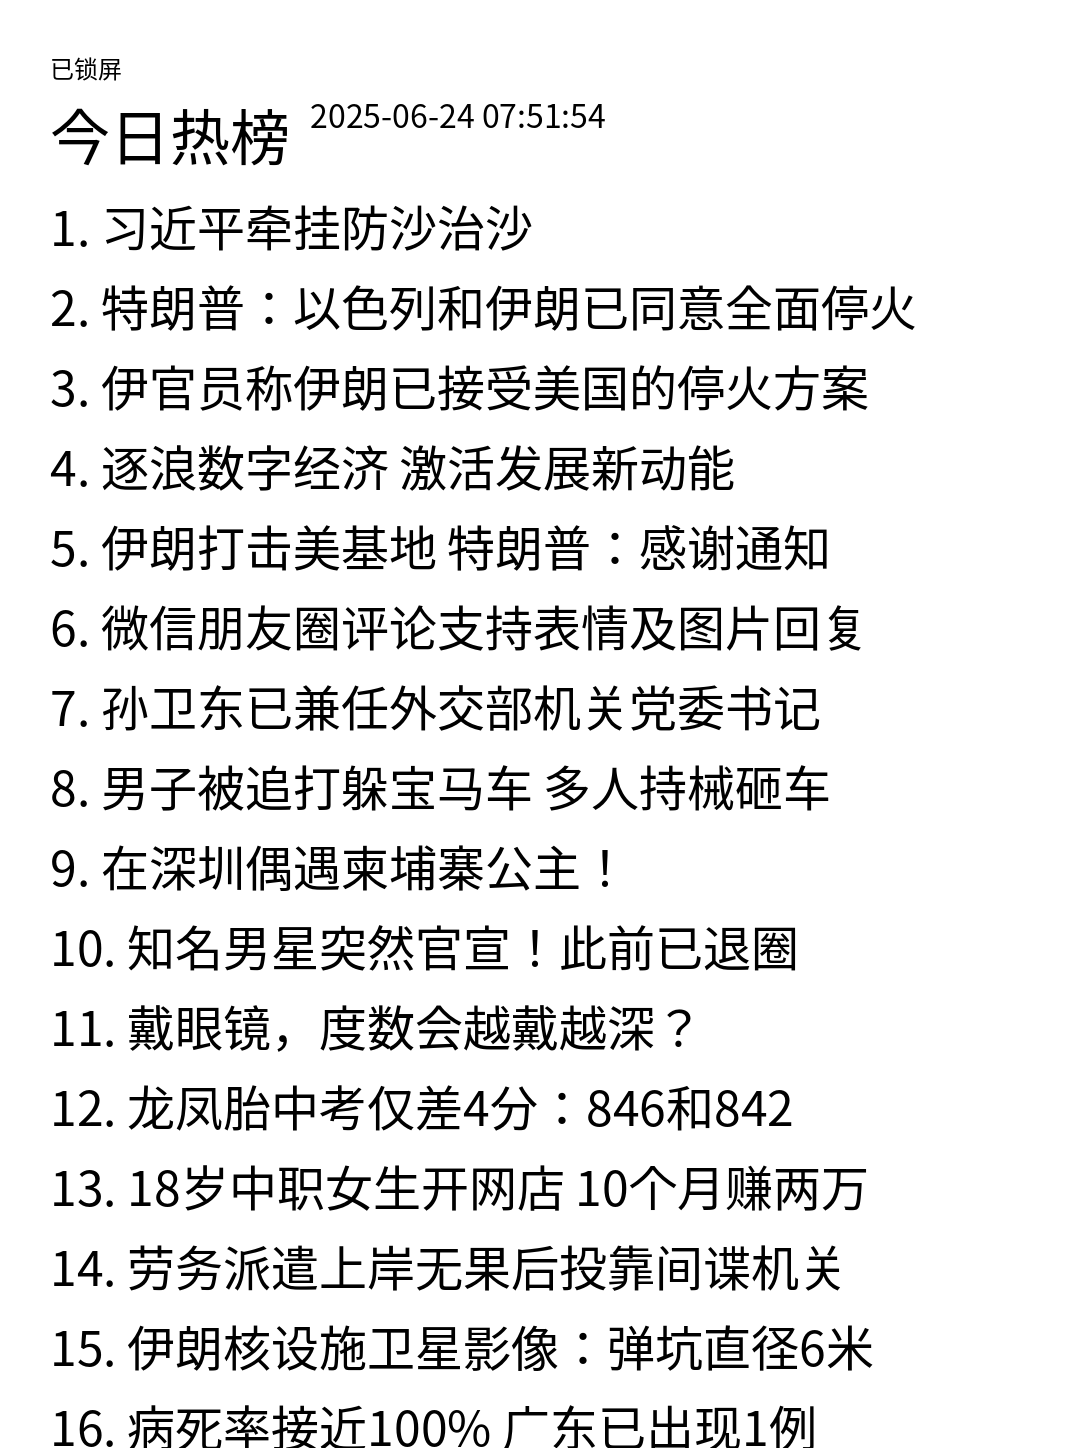 已锁屏
今日热榜 2025-06-24 07:51:54
1. 习近平牵挂防沙治沙
2. 特朗普：以色列和伊朗已同意全面停火
3. 伊官员称伊朗已接受美国的停火方案
4. 逐浪数字经济 激活发展新动能
5. 伊朗打击美基地 特朗普：感谢通知
6. 微信朋友圈评论支持表情及图片回复
7. 孙卫东已兼任外交部机关党委书记
8. 男子被追打躲宝马车 多人持械砸车
9. 在深圳偶遇柬埔寨公主！
10. 知名男星突然官宣！此前已退圈
11. 戴眼镜，度数会越戴越深？
12. 龙凤胎中考仅差4分：846和842
13. 18岁中职女生开网店 10个月赚两万
14. 劳务派遣上岸无果后投靠间谍机关
15. 伊朗核设施卫星影像：弹坑直径6米
16. 病死率接近100% 广东已出现1例